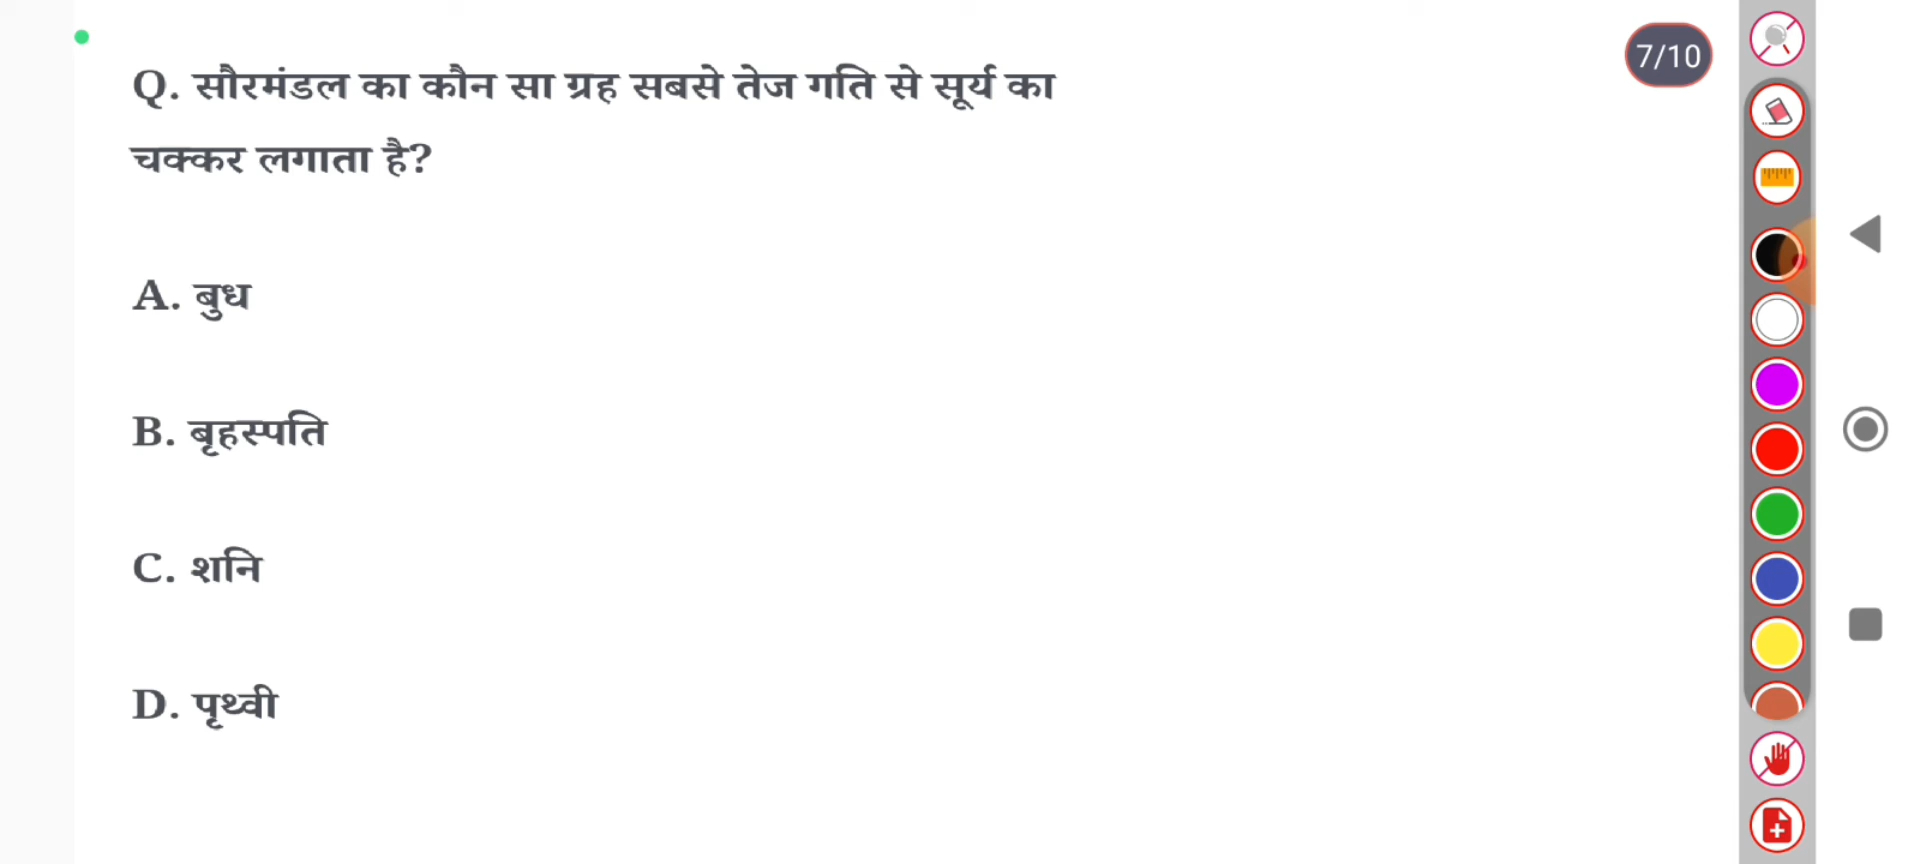 Q. सौरमंडल का कौन सा ग्रह सबसे तेज गति से सूर्य का
चक्कर लगाता है?
7/10
A. बुध
B. बृहस्पति
C. शनि
D. पृथ्वी